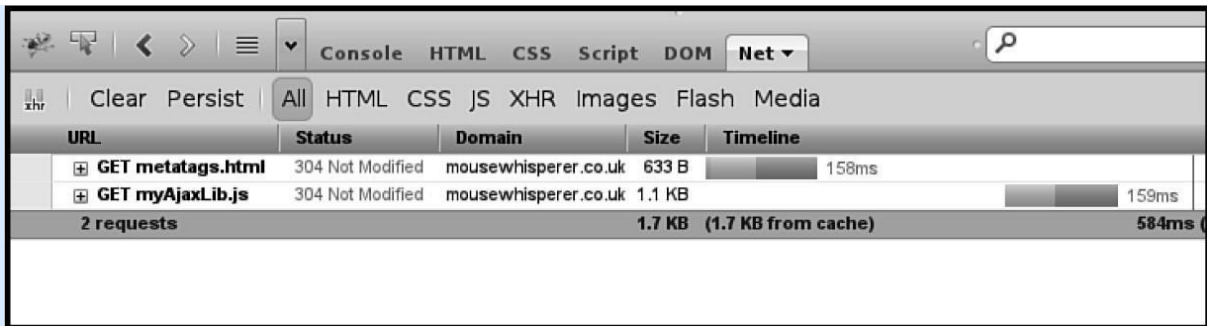 Console HTML CSS Script DOM Net
xhr Clear Persist All HTML CSS JS XHR Images Flash Media
URL Status Domain Size Timeline
GET metatags.html 304 Not Modified mousewhisperer.co.uk 633 B 158ms
GET myAjaxLib.js 304 Not Modified mousewhisperer.co.uk 1.1 KB 159ms
2 requests 1.7 KB (1.7 KB from cache) 584ms (